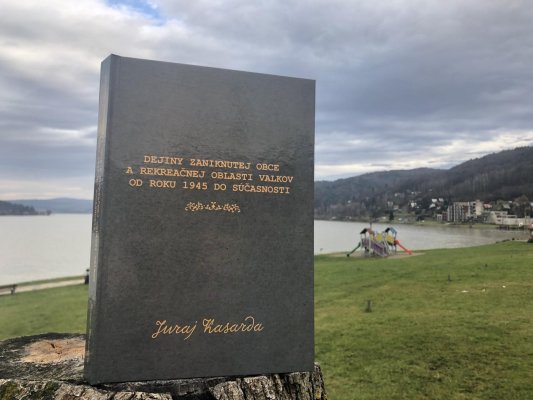 DEJINY ZANIKNUTEJ OBCE
A REKREAČNEJ OBLASTI VALKOV
OD ROKU 1945 DO SÚČASNOSTI
Juraj Kasarda